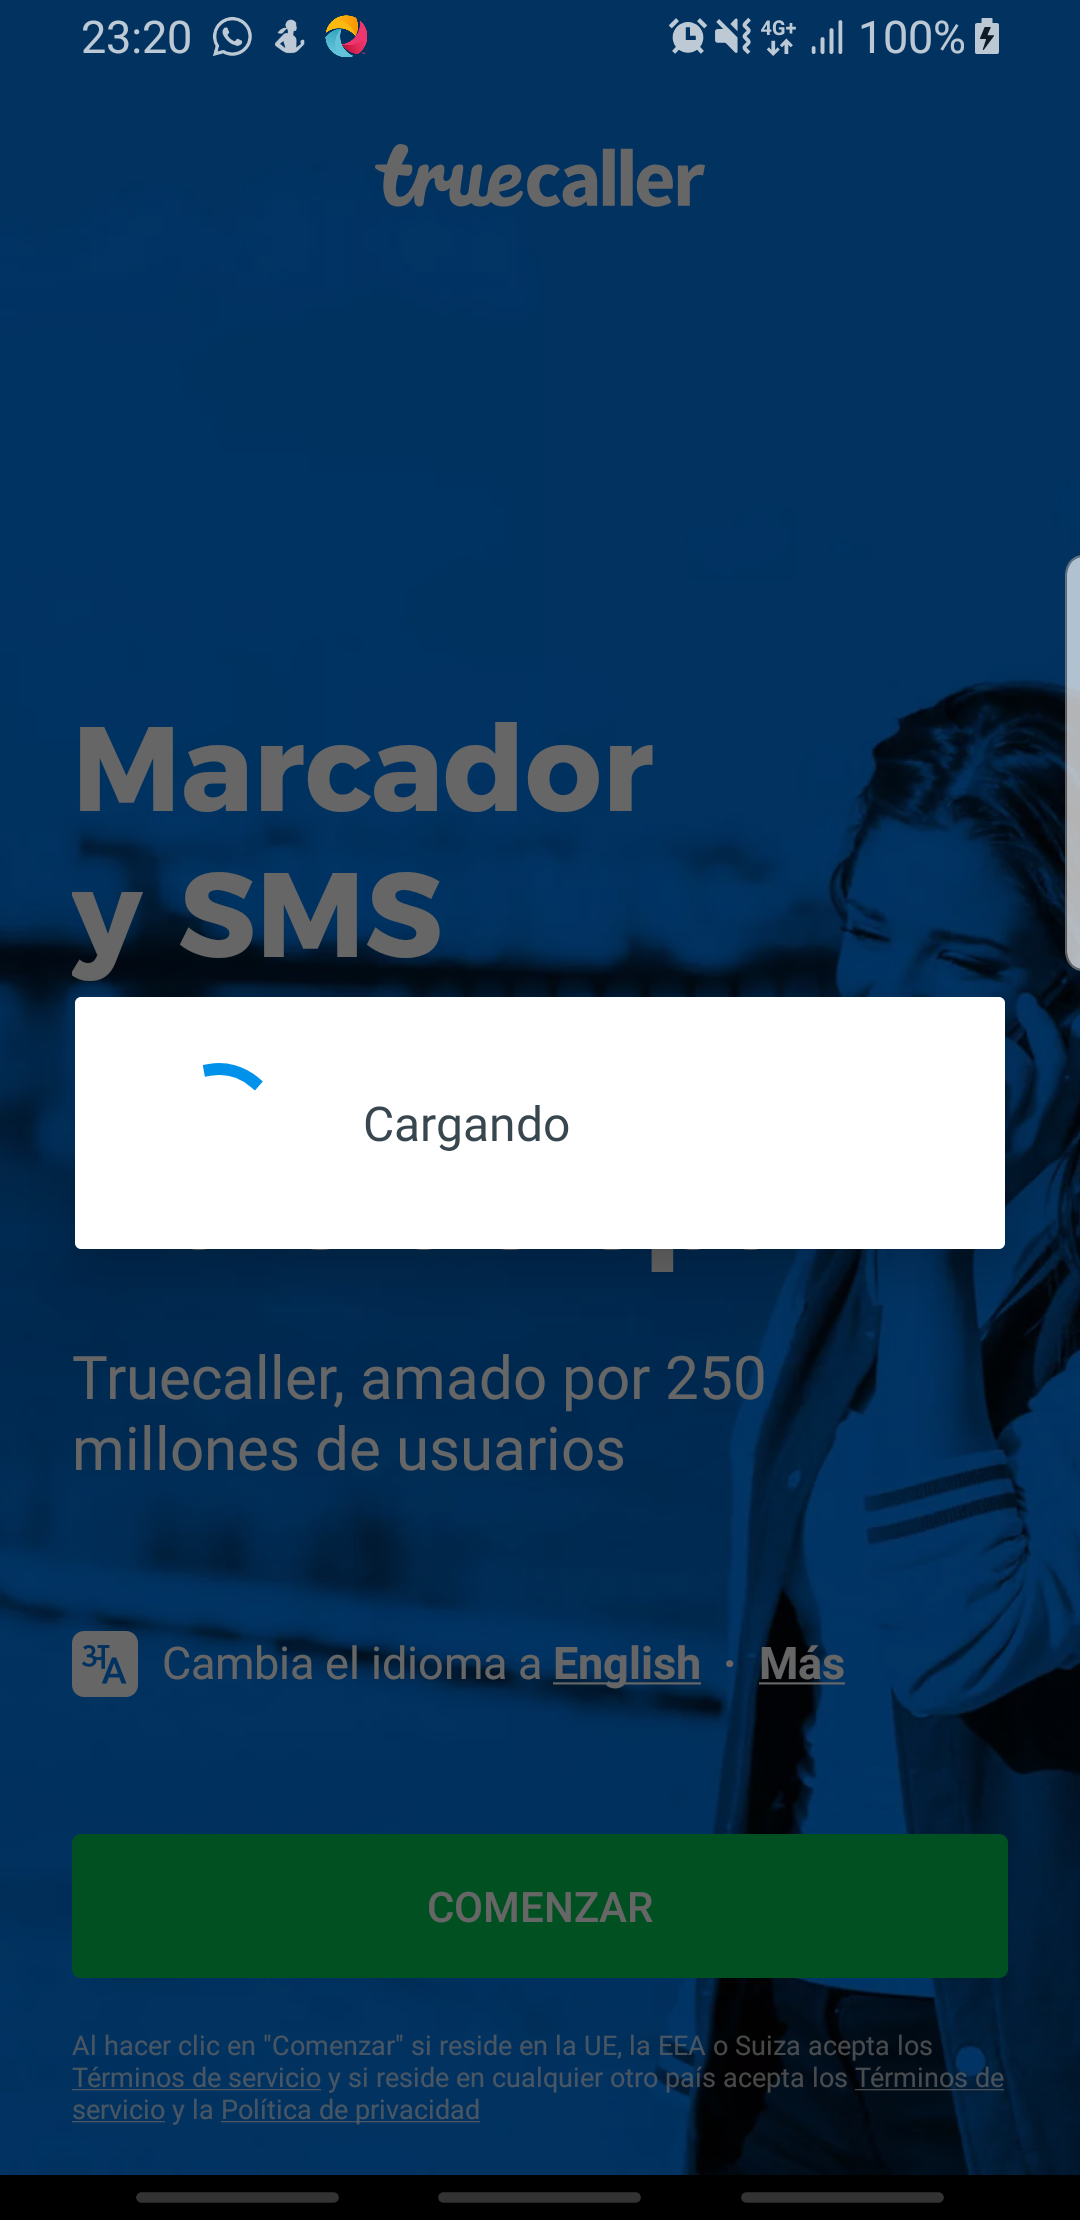 23:20 4G+ 100%
truecaller
Marcador
y SMS
Cargando
Truecaller, amado por 250
millones de usuarios
Cambia el idioma a English · Más
COMENZAR
Al hacer clic en "Comenzar" si reside en la UE, la EEA o Suiza acepta los
Términos de servicio y si reside en cualquier otro país acepta los Términos de
servicio y la Política de privacidad